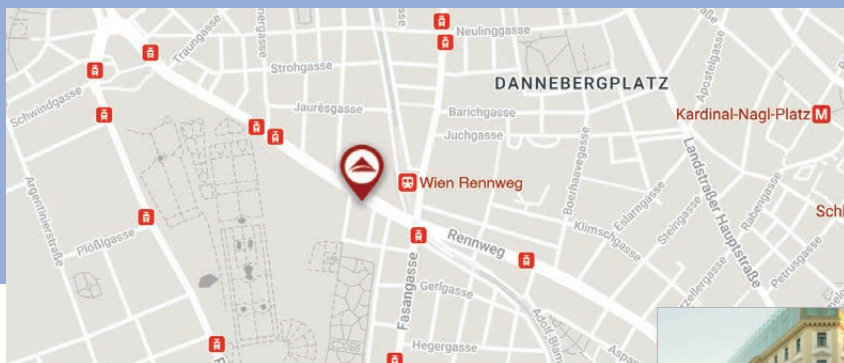 Neulinggasse
Traungasse
Strohgasse
DANNEBERGPLATZ
Apostelgasse
Schwindgasse
Jaurèsgasse
Barichgasse
Kardinal-Nagl-Platz M
Juchgasse
Landstraßer Hauptstraße
Wien Rennweg
Argentinierstraße
Boerhaavegasse
Eslarngasse
Rabengasse
Steingasse
Plößlgasse
Rennweg
Klimschgasse
Petrusgasse
Fasangasse
Gerlgasse
Hegergasse